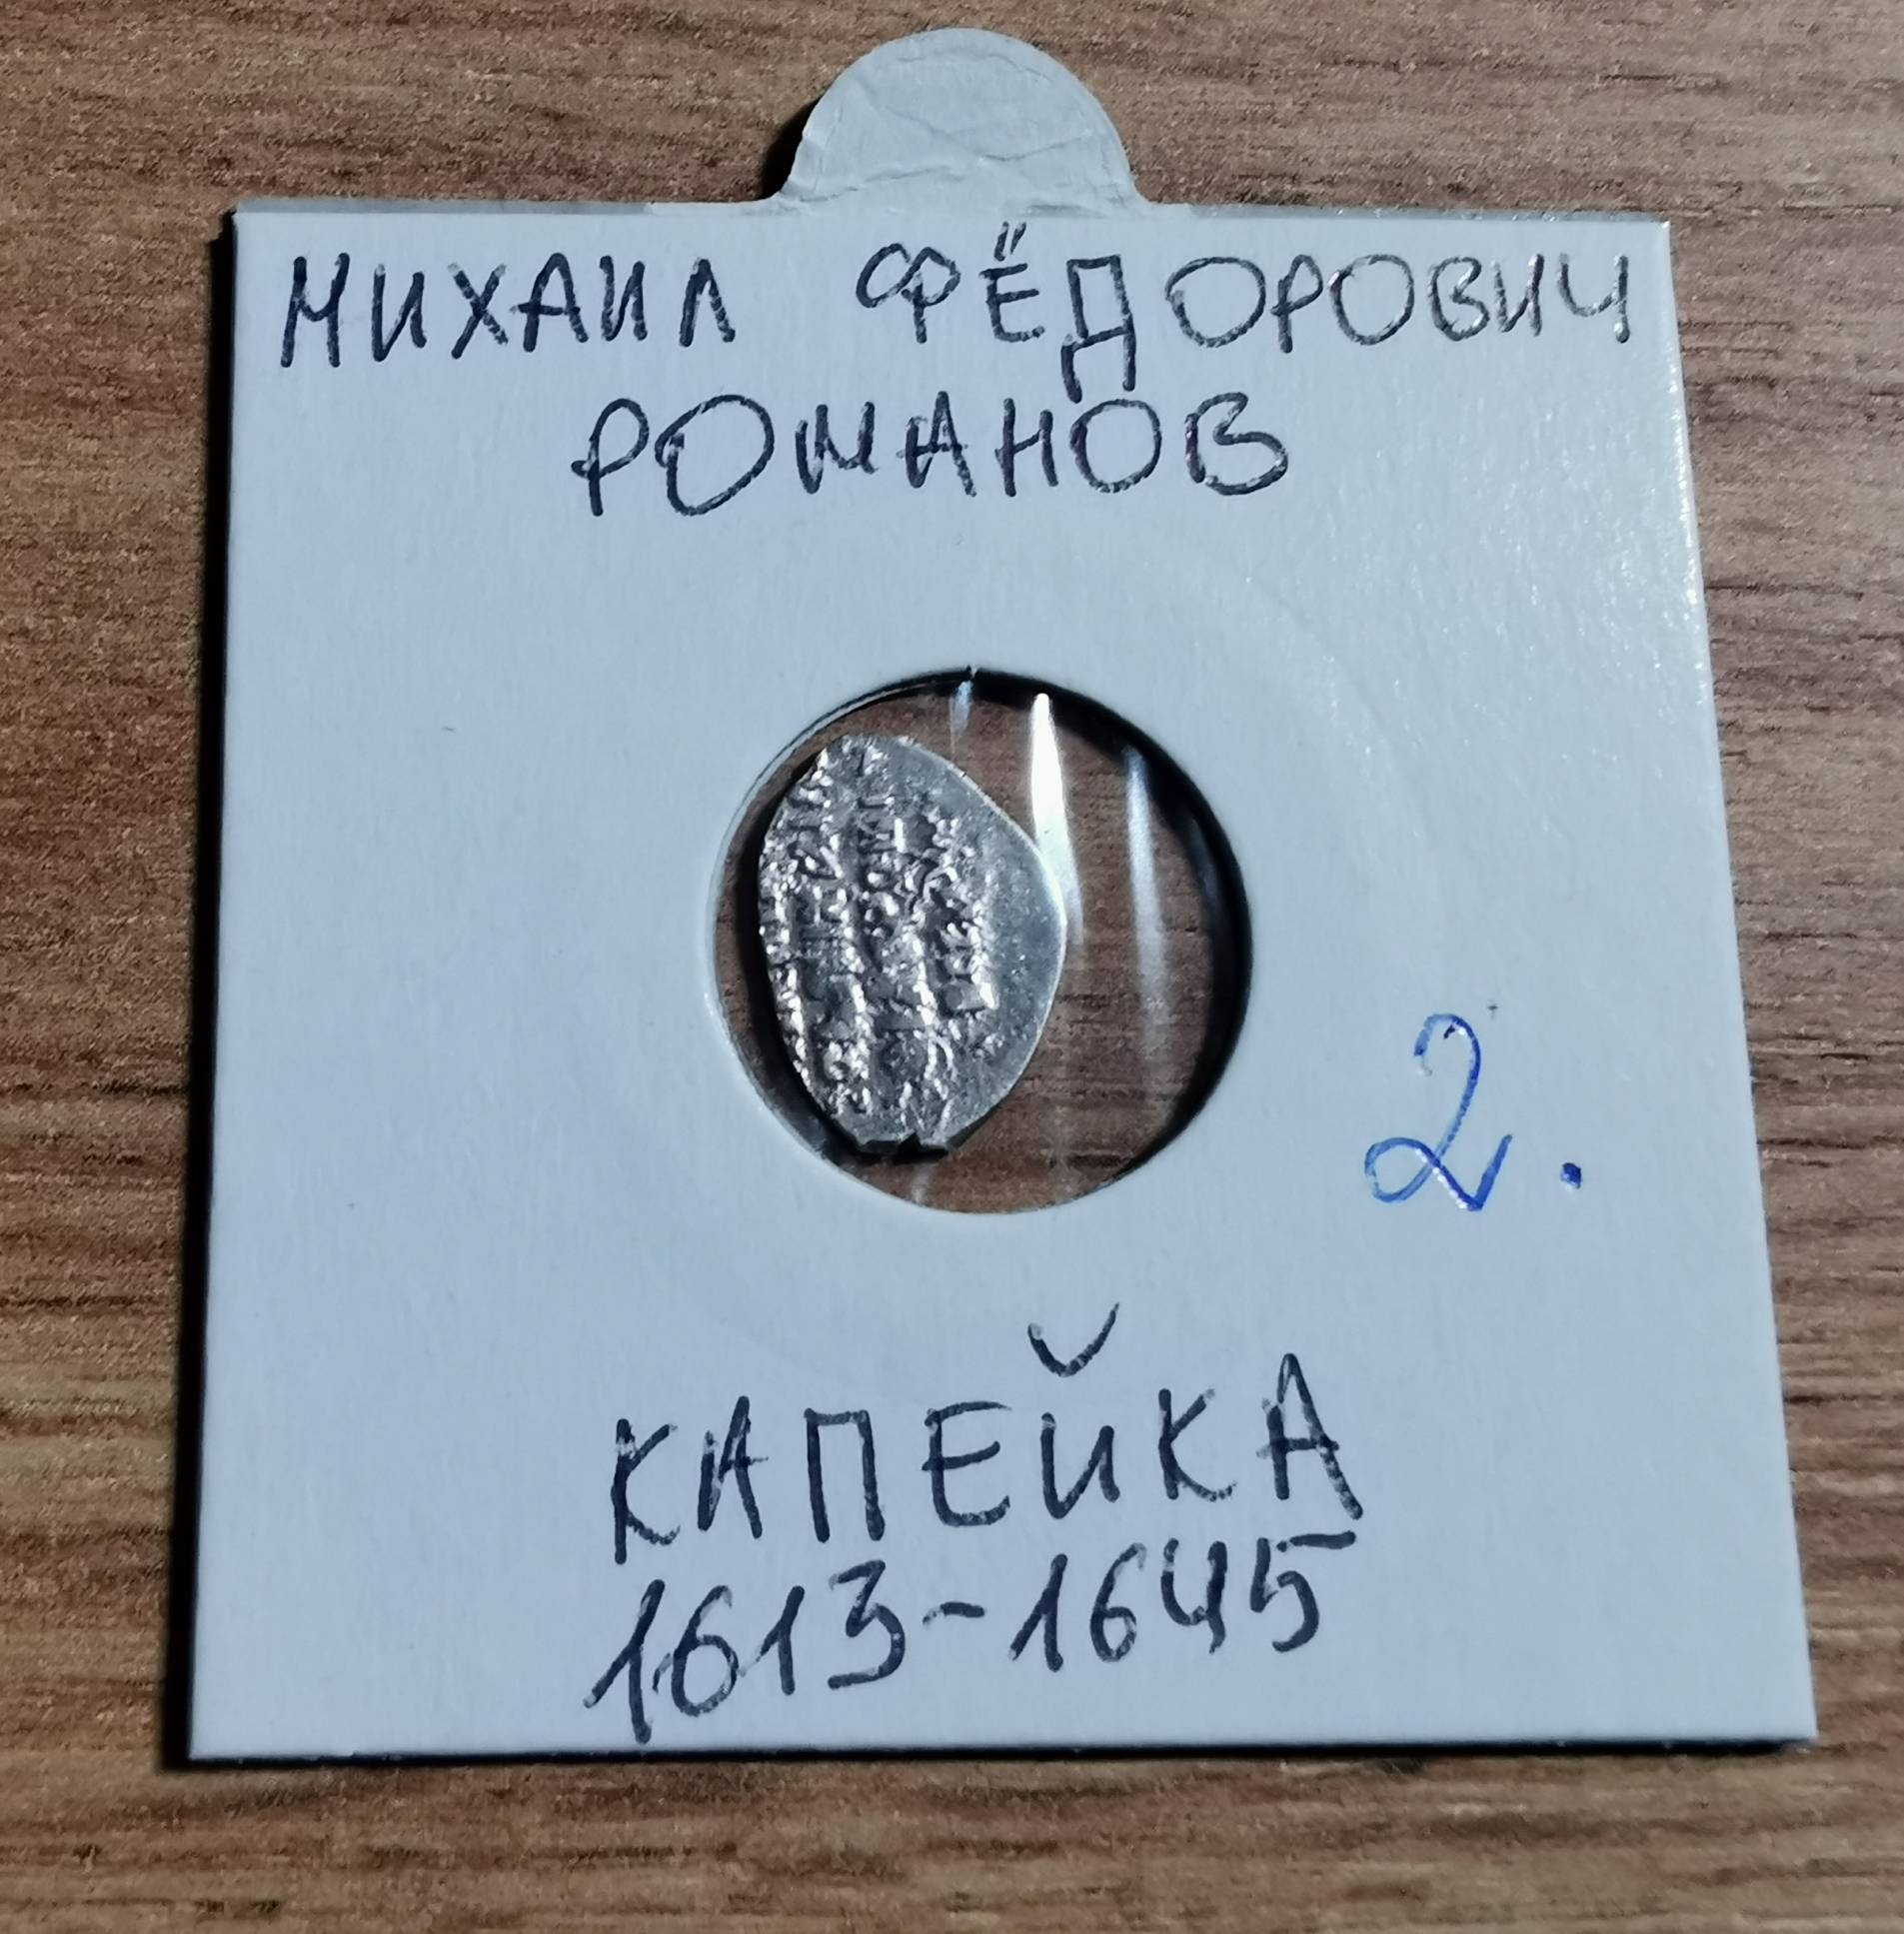 МИХАИЛ ФЁДОРОВИЧ
РОМАНОВ
2.
КАПЕЙКА
1613-1645